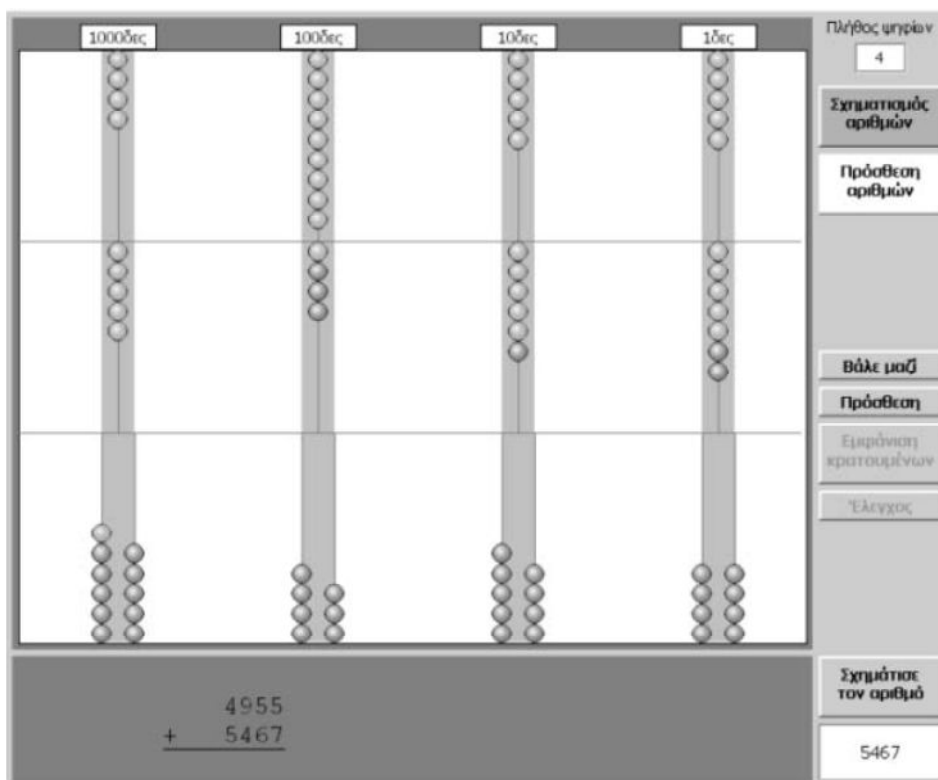 1000δες 100δες 10δες 1δες
Πλήθος ψηφίων
4
Σχηματισμός
αριθμών
Πρόσθεση
αριθμών
Βάλε μαζί
Πρόσθεση
Εμφάνιση
κρατουμένων
Έλεγχος
Σχημάτισε
τον αριθμό
5467
4955
+ 5467